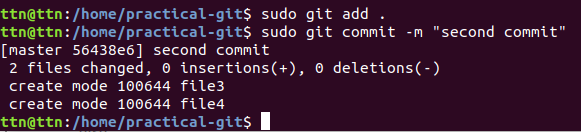 ttn@ttn:/home/practical-git$ sudo git add .
ttn@ttn:/home/practical-git$ sudo git commit -m "second commit"
[master 56438e6] second commit
 2 files changed, 0 insertions(+), 0 deletions(-)
 create mode 100644 file3
 create mode 100644 file4
ttn@ttn:/home/practical-git$